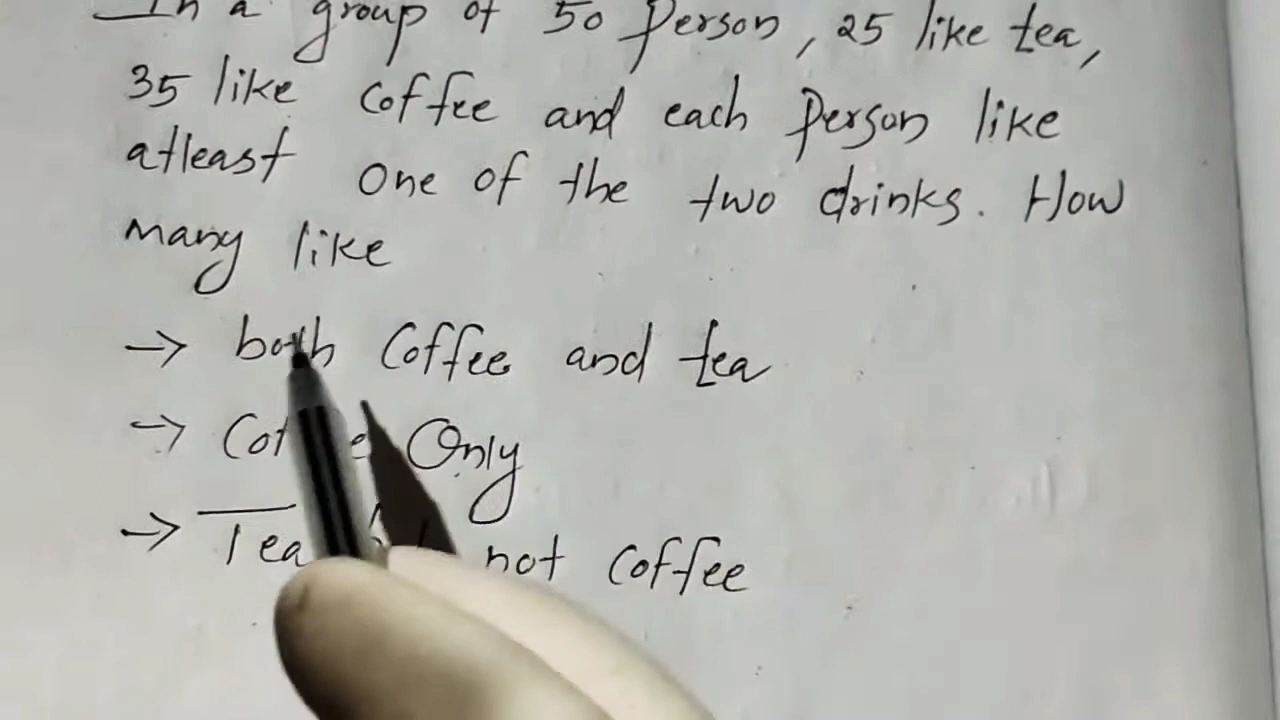 In a group of 50 Person, 25 like tea,
35 like Coffee and each Person like
atleast One of the two drinks. How
many like
→ both Coffee and tea
→ Only
→ Tea not Coffee